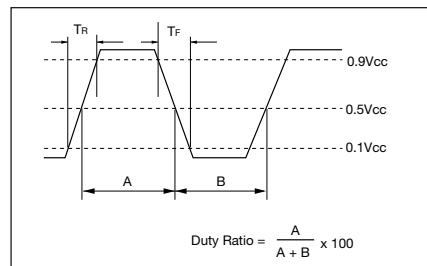 TR
TF
0.9Vcc
0.5Vcc
0.1Vcc
A
B
Duty Ratio = A / A + B x 100